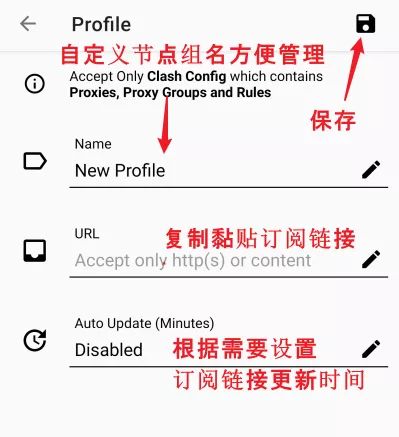 Profile
自定义节点组名方便管理
Accept Only Clash Config which contains
Proxies, Proxy Groups and Rules
保存
Name
New Profile
URL
复制黏贴订阅链接
Accept only http(s) or content
Auto Update (Minutes)
Disabled
根据需要设置
订阅链接更新时间